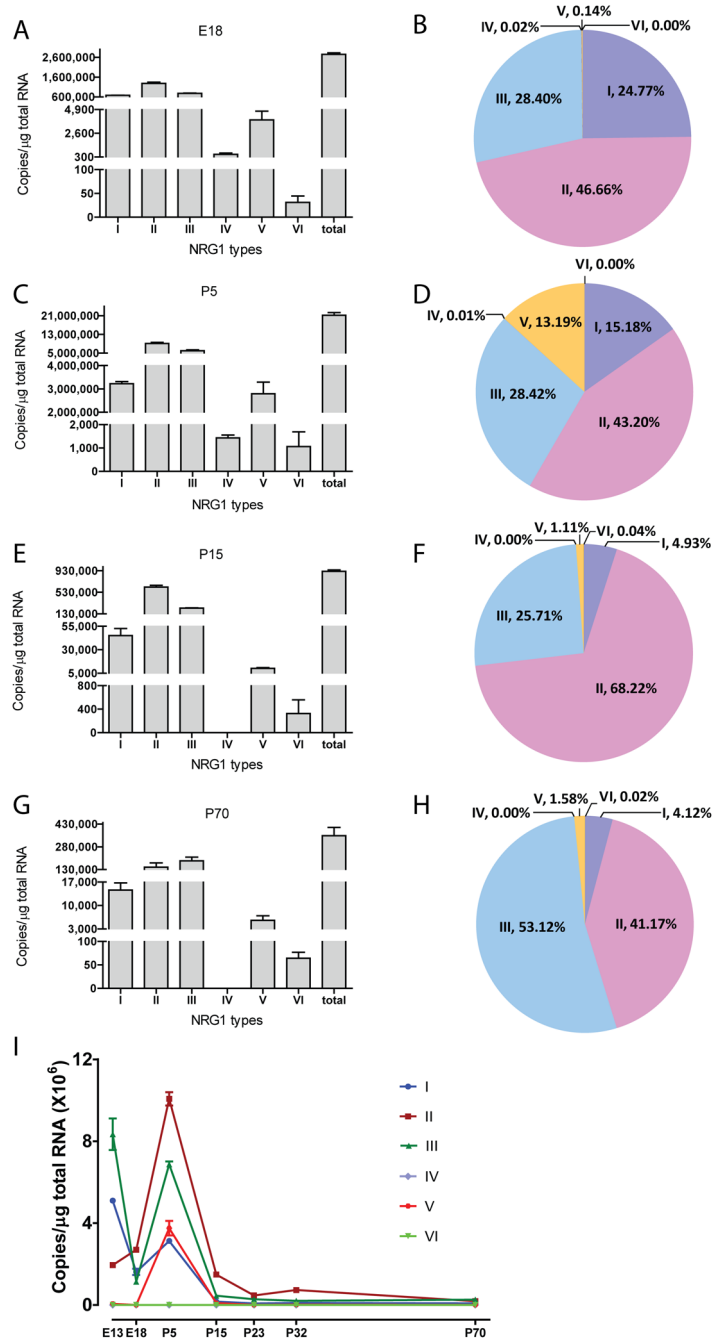 A
E18
Copies/μg total RNA
2,600,000
1,600,000
600,000
4,900
2,600
300
100
50
0
I II III IV V VI total
NRG1 types
B
V, 0.14%
IV, 0.02% VI, 0.00%
III, 28.40% I, 24.77%
II, 46.66%
C
P5
Copies/μg total RNA
21,000,000
13,000,000
5,000,000
4,000,000
3,000,000
2,000,000
2,000
1,000
0
I II III IV V VI total
NRG1 types
D
VI, 0.00%
IV, 0.01% V, 13.19% I, 15.18%
III, 28.42%
II, 43.20%
E
P15
Copies/μg total RNA
930,000
530,000
130,000
55,000
30,000
5,000
800
400
0
I II III IV V VI total
NRG1 types
F
V, 1.11% VI, 0.04%
IV, 0.00% I, 4.93%
III, 25.71%
II, 68.22%
G
P70
Copies/μg total RNA
430,000
280,000
130,000
17,000
10,000
3,000
100
50
0
I II III IV V VI total
NRG1 types
H
V, 1.58% VI, 0.02%
IV, 0.00% I, 4.12%
III, 53.12% II, 41.17%
I
Copies/μg total RNA (X10⁶)
12
8
4
0
E13 E18 P5 P15 P23 P32 P70
I
II
III
IV
V
VI